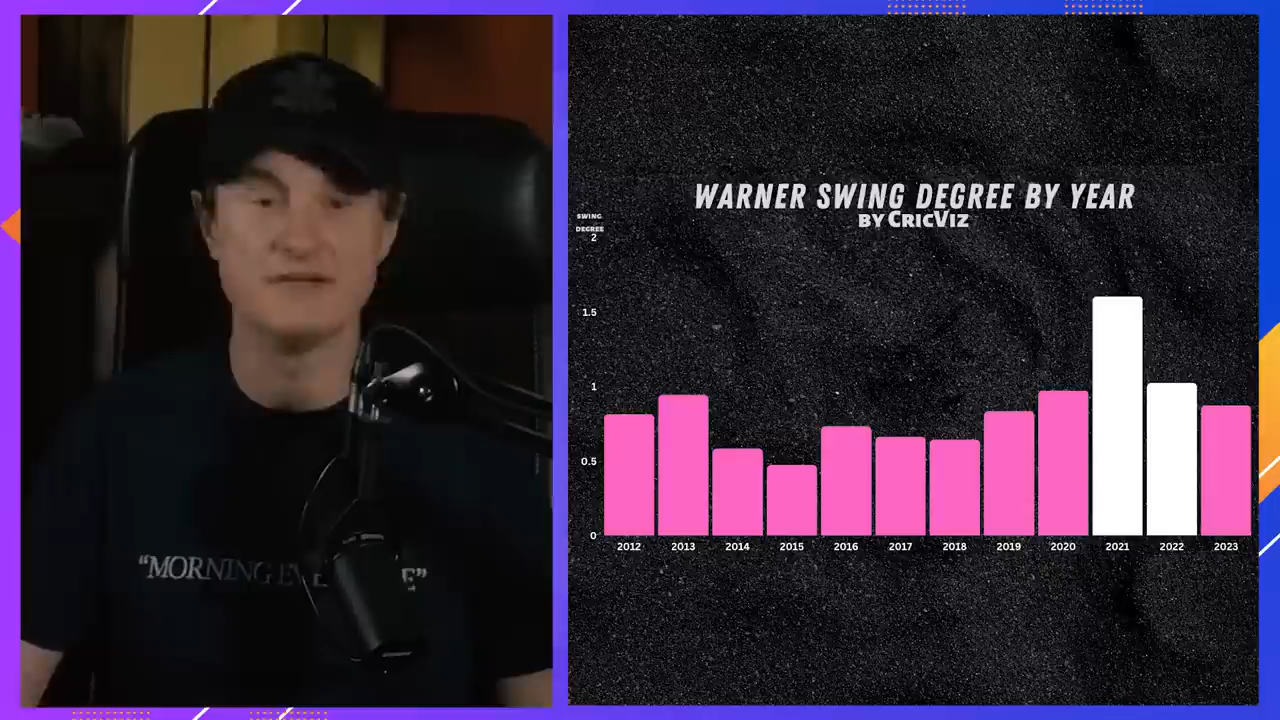 WARNER SWING DEGREE BY YEAR
BY CRICVIZ
SWING
DEGREE
2
1.5
1
0.5
0
2012 2013 2014 2015 2016 2017 2018 2019 2020 2021 2022 2023
“MORNING